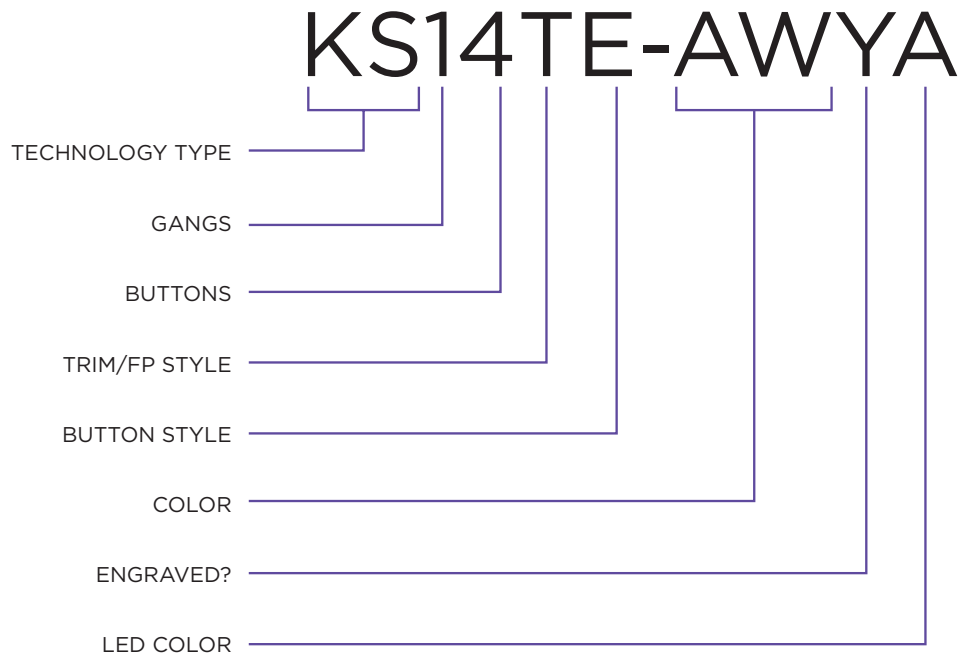 KS14TE-AWYA
TECHNOLOGY TYPE
GANGS
BUTTONS
TRIM/FP STYLE
BUTTON STYLE
COLOR
ENGRAVED?
LED COLOR